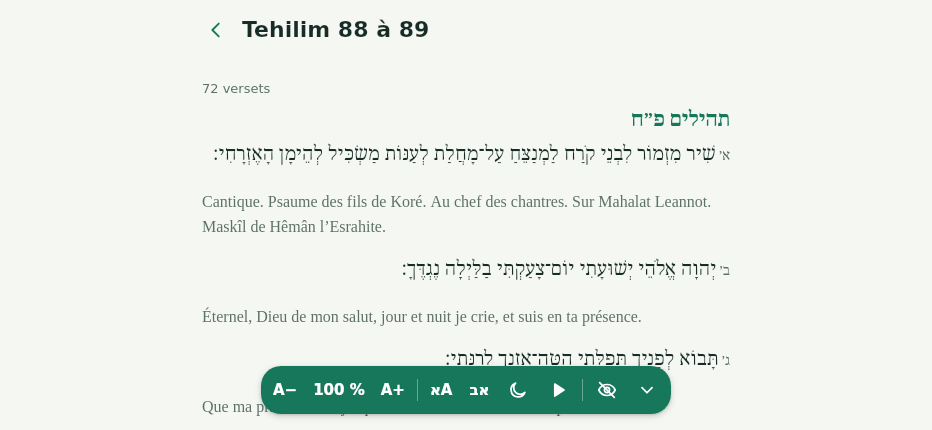 Tehilim 88 à 89
72 versets
תהילים פ״ח
א׳ שִׁיר מִזְמוֹר לִבְנֵי קֹרַח לַמְנַצֵּחַ עַל־מָחֲלַת לְעַנּוֹת מַשְׂכִּיל לְהֵימָן הָאֶזְרָחִי׃
Cantique. Psaume des fils de Koré. Au chef des chantres. Sur Mahalat Leannot.
Maskîl de Hêmân l’Esrahite.
ב׳ יְהוָה אֱלֹהֵי יְשׁוּעָתִי יוֹם־צָעַקְתִּי בַלַּיְלָה נֶגְדֶּךָ׃
Éternel, Dieu de mon salut, jour et nuit je crie, et suis en ta présence.
ג׳ תָּבוֹא לְפָנֶיךָ תְּפִלָּתִי הַטֵּה־אָזְנְךָ לְרִנָּתִי׃
A− 100 % A+ אA אב
Que ma